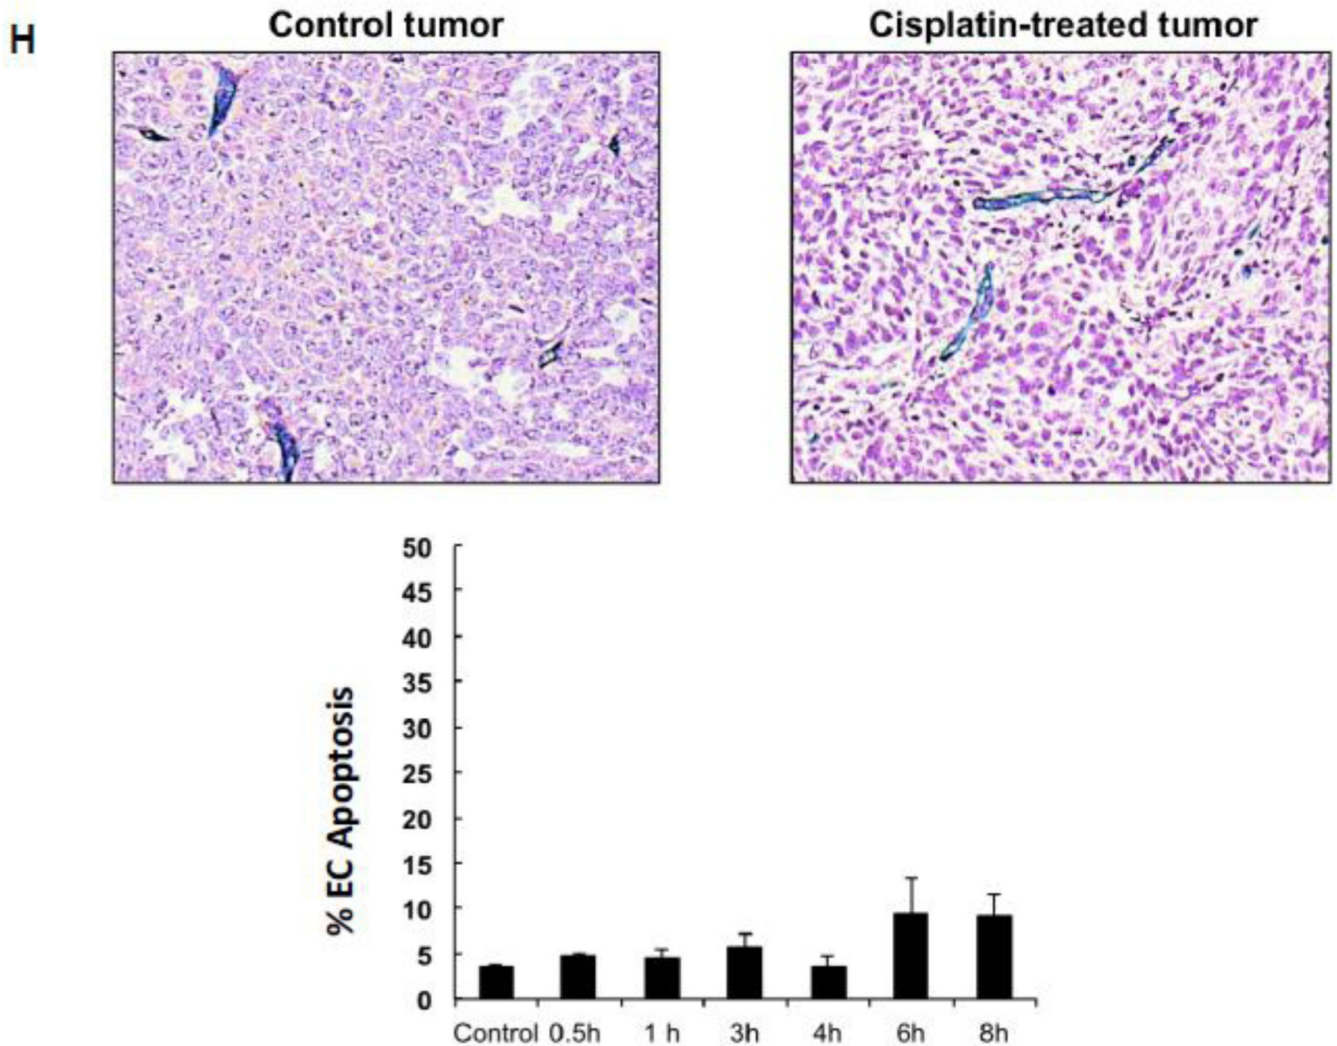 H
Control tumor
Cisplatin-treated tumor
50
45
40
35
30
25
20
15
10
5
0
% EC Apoptosis
Control 0.5h 1 h 3h 4h 6h 8h